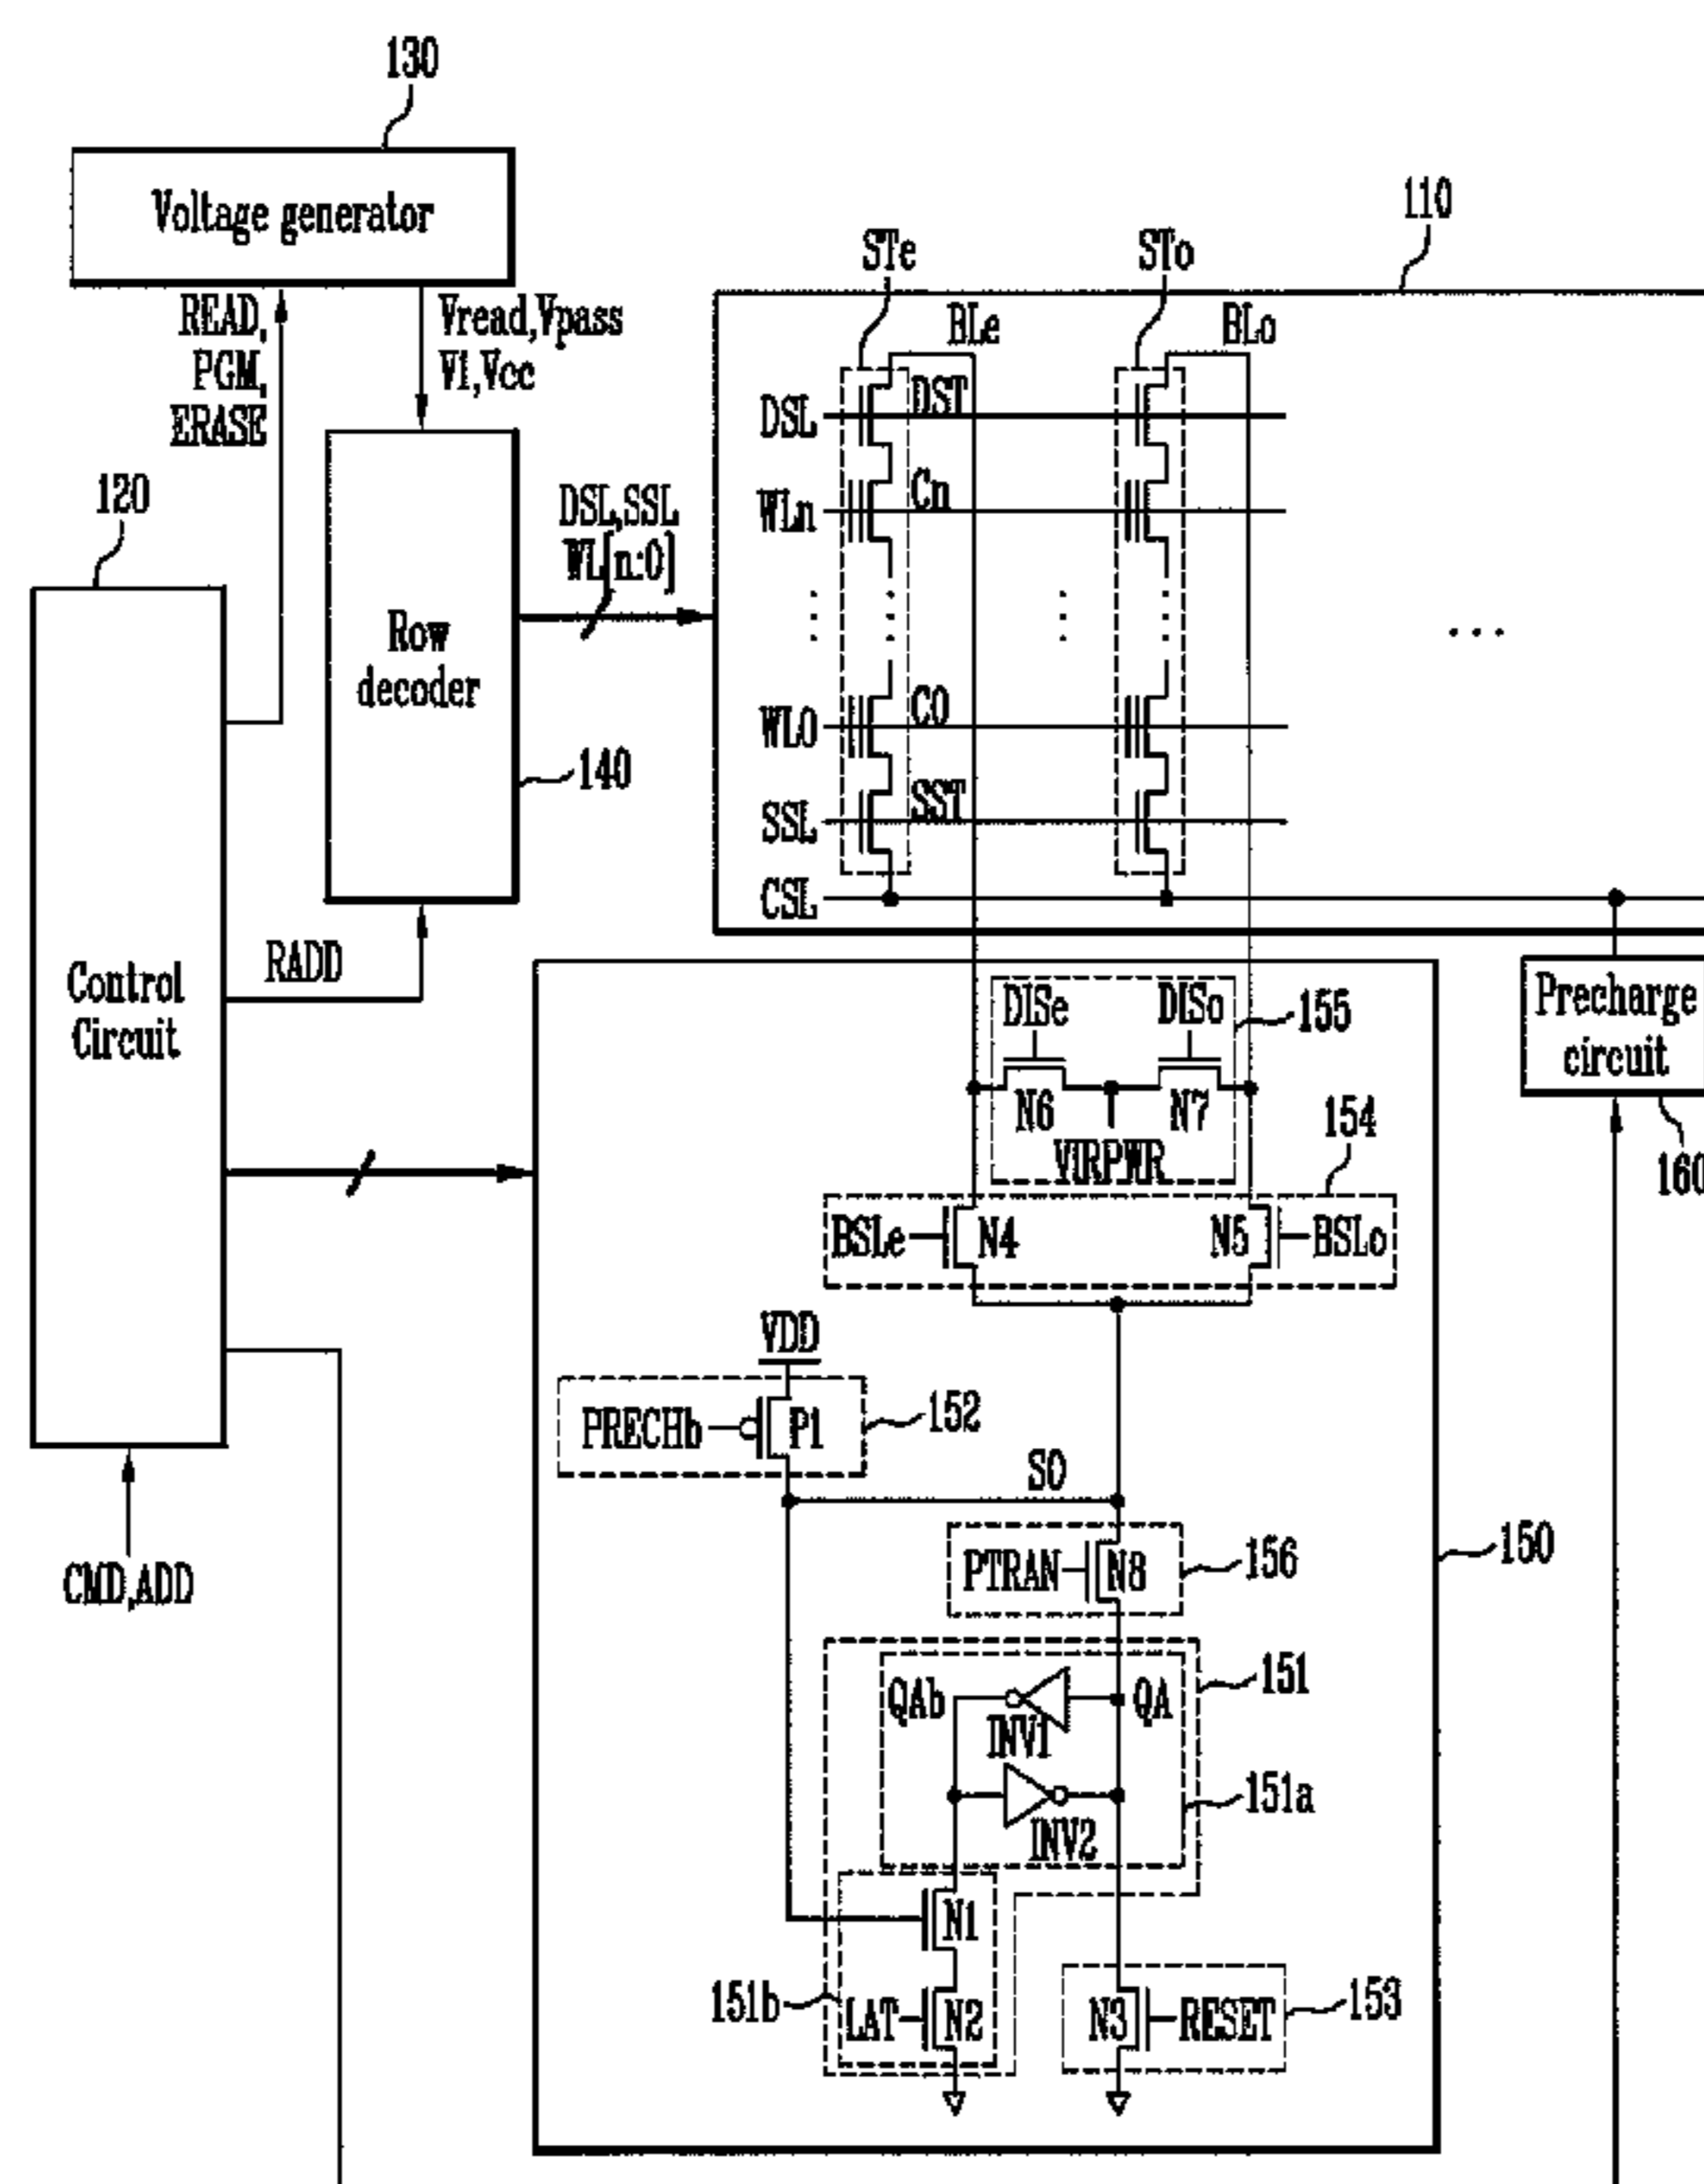 130
Voltage generator
110
STe
STo
READ,
PGM,
ERASE
Vread,Vpass
V1,Vcc
BLe
BLo
DSL
DST
120
WLn
Cn
DSL,SSL
WL[n:0]
Row
decoder
WL0
C0
140
SSL
SST
CSL
RADD
Control
Circuit
DISe
DISo
155
Precharge
circuit
N6
N7
154
VIRPWR
160
BSLe
N4
N5
BSLo
VDD
PRECHb
P1
152
SO
150
CMD,ADD
PTRAN
N8
156
QAb
QA
151
INV1
151a
INV2
N1
151b
LAT
N2
N3
RESET
153